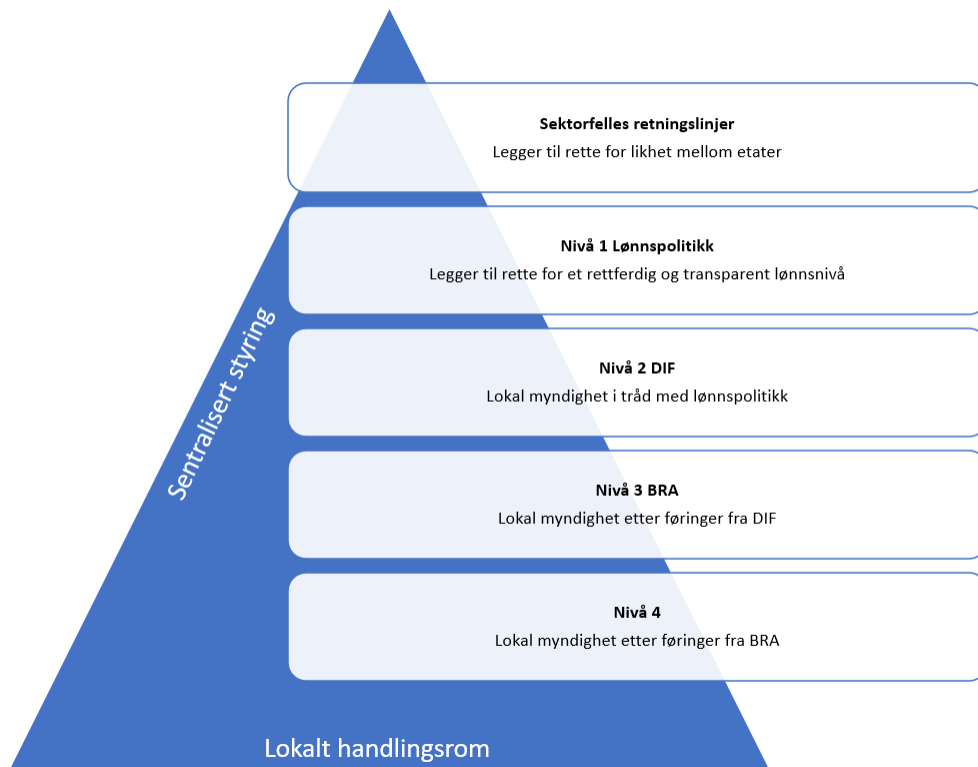 Sektorfelles retningslinjer
Legger til rette for likhet mellom etater
Nivå 1 Lønnspolitikk
Legger til rette for et rettferdig og transparent lønnsnivå
Nivå 2 DIF
Lokal myndighet i tråd med lønnspolitikk
Nivå 3 BRA
Lokal myndighet etter føringer fra DIF
Nivå 4
Lokal myndighet etter føringer fra BRA
Sentralisert styring
Lokalt handlingsrom